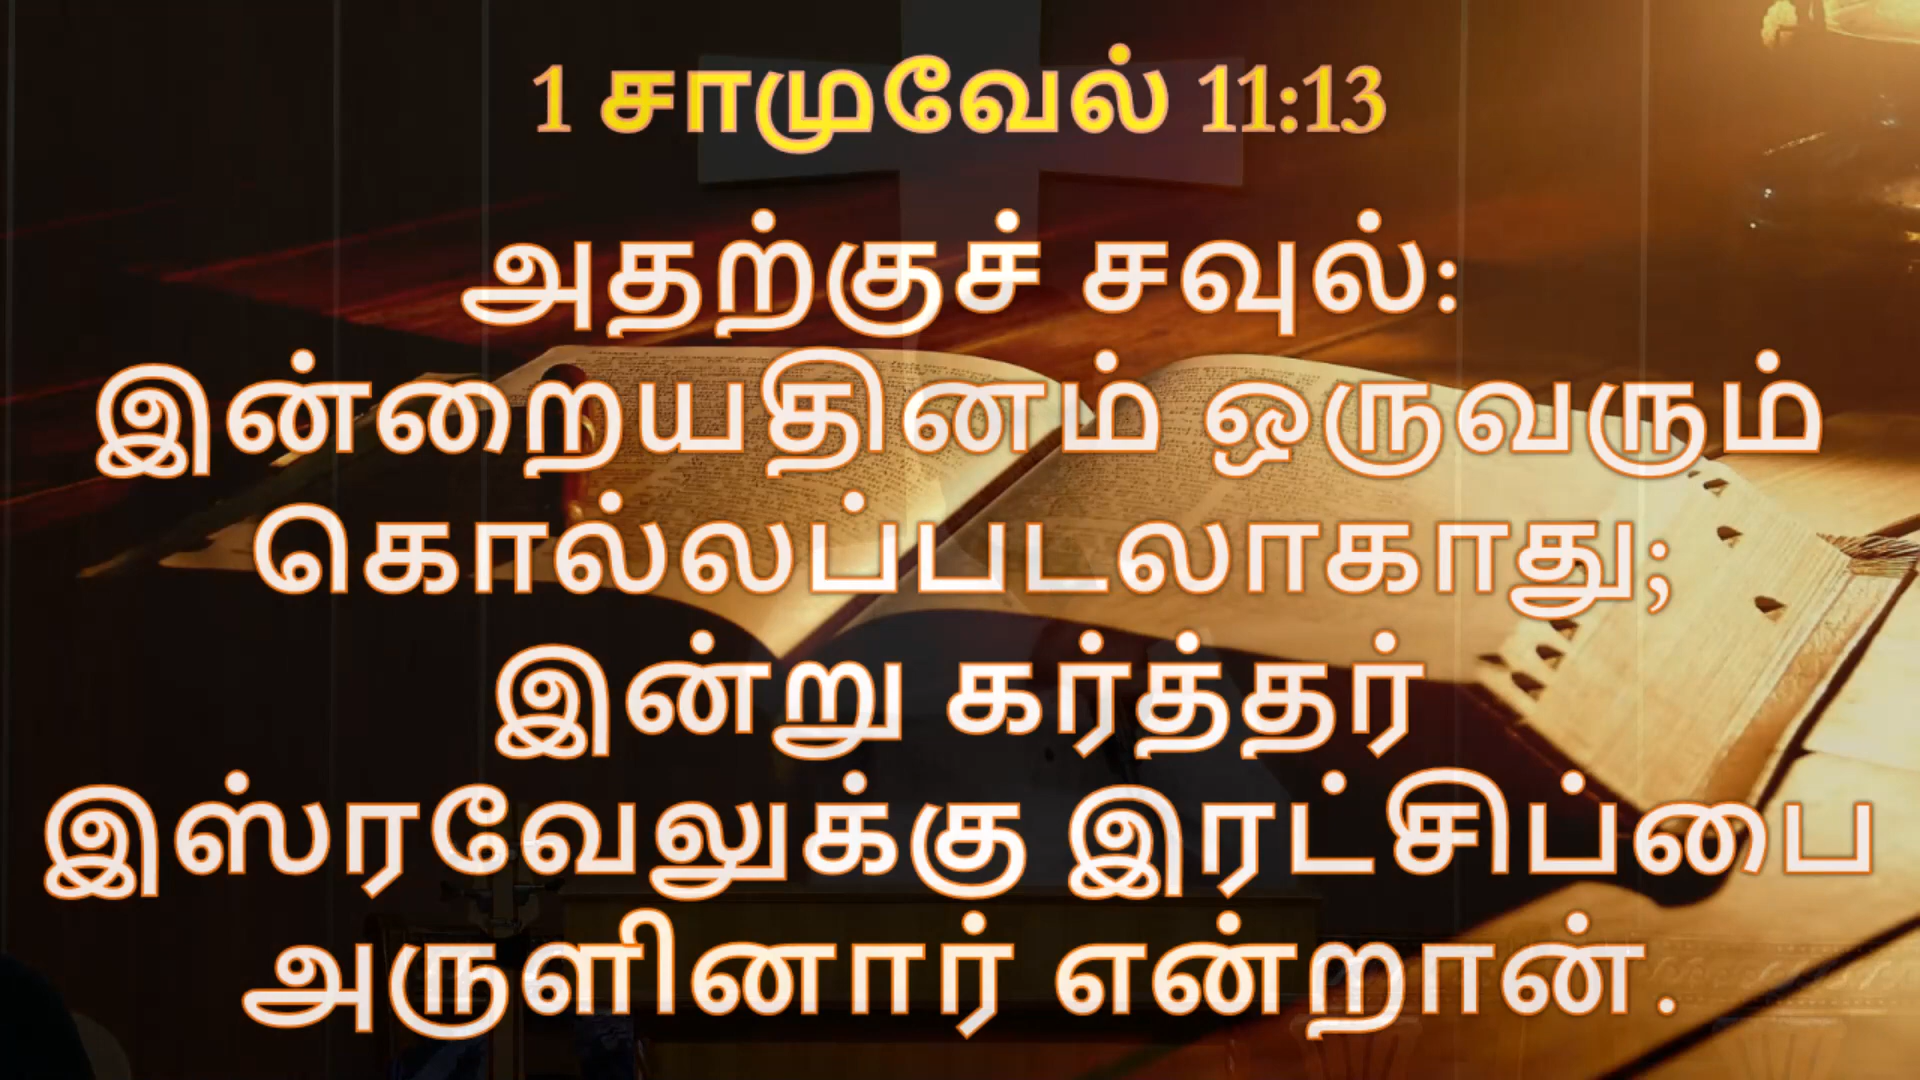 1 சாமுவேல் 11:13
அதற்குச் சவுல்:
இன்றையதினம் ஒருவரும்
கொல்லப்படலாகாது;
இன்று கர்த்தர்
இஸ்ரவேலுக்கு இரட்சிப்பை
அருளினார் என்றான்.